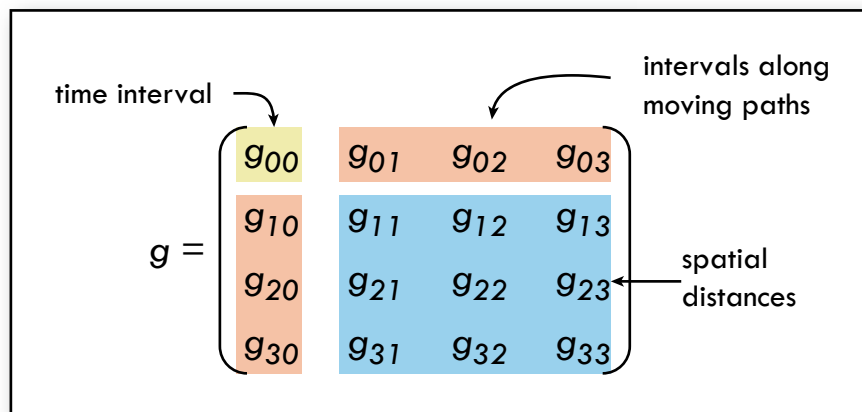 time interval
intervals along
moving paths
g00 g01 g02 g03
g10 g11 g12 g13
g =
g20 g21 g22 g23
g30 g31 g32 g33
spatial
distances